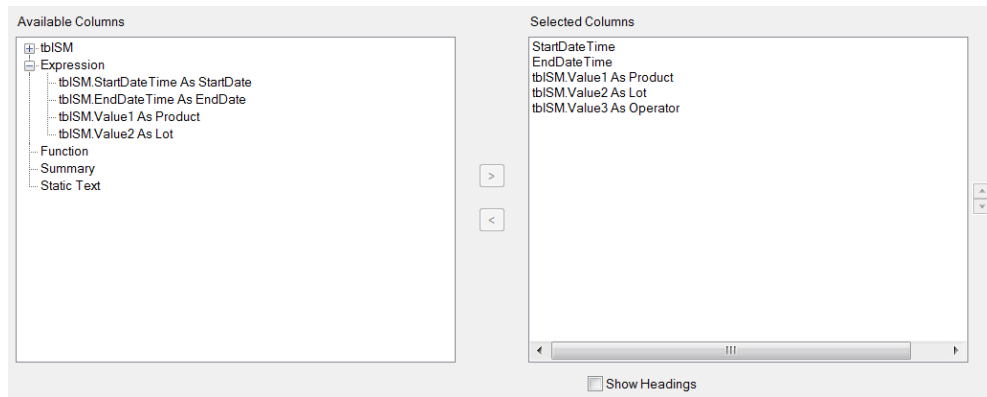 Available Columns
tblSM
Expression
tblSM.StartDateTime As StartDate
tblSM.EndDateTime As EndDate
tblSM.Value1 As Product
tblSM.Value2 As Lot
Function
Summary
Static Text
>
<
Selected Columns
StartDateTime
EndDateTime
tblSM.Value1 As Product
tblSM.Value2 As Lot
tblSM.Value3 As Operator
Show Headings